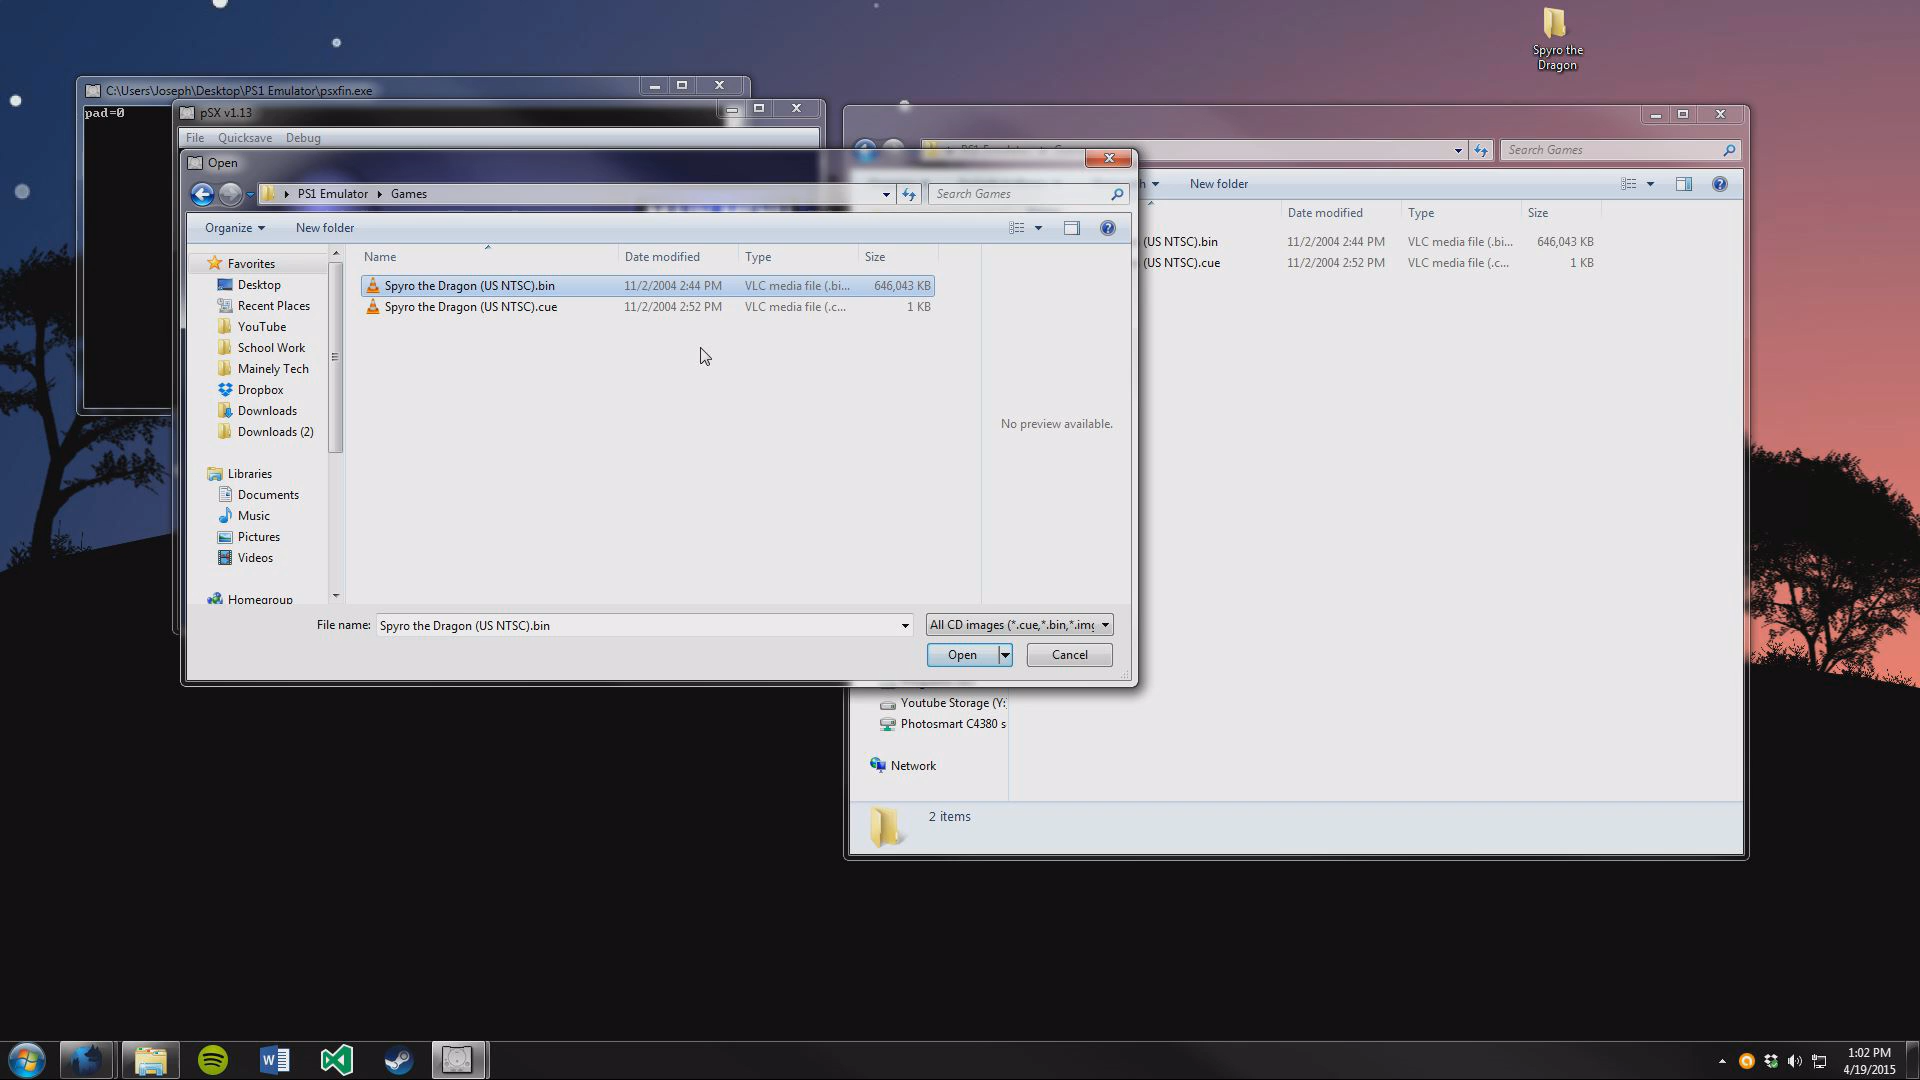 Spyro the
Dragon
C:\Users\Joseph\Desktop\PS1 Emulator\psxfin.exe
pad=0
pSX v1.13
File Quicksave Debug
Open
PS1 Emulator Games
Search Games
Organize New folder
Name Date modified Type Size
Spyro the Dragon (US NTSC).bin 11/2/2004 2:44 PM VLC media file (.bi... 646,043 KB
Spyro the Dragon (US NTSC).cue 11/2/2004 2:52 PM VLC media file (.c... 1 KB
Favorites
Desktop
Recent Places
YouTube
School Work
Mainely Tech
Dropbox
Downloads
Downloads (2)
Libraries
Documents
Music
Pictures
Videos
Homegroup
No preview available.
File name: Spyro the Dragon (US NTSC).bin
All CD images (*.cue,*.bin,*.img
Open Cancel
Search Games
New folder
Date modified Type Size
(US NTSC).bin 11/2/2004 2:44 PM VLC media file (.bi... 646,043 KB
(US NTSC).cue 11/2/2004 2:52 PM VLC media file (.c... 1 KB
Youtube Storage (Y:
Photosmart C4380 s
Network
2 items
1:02 PM
4/19/2015